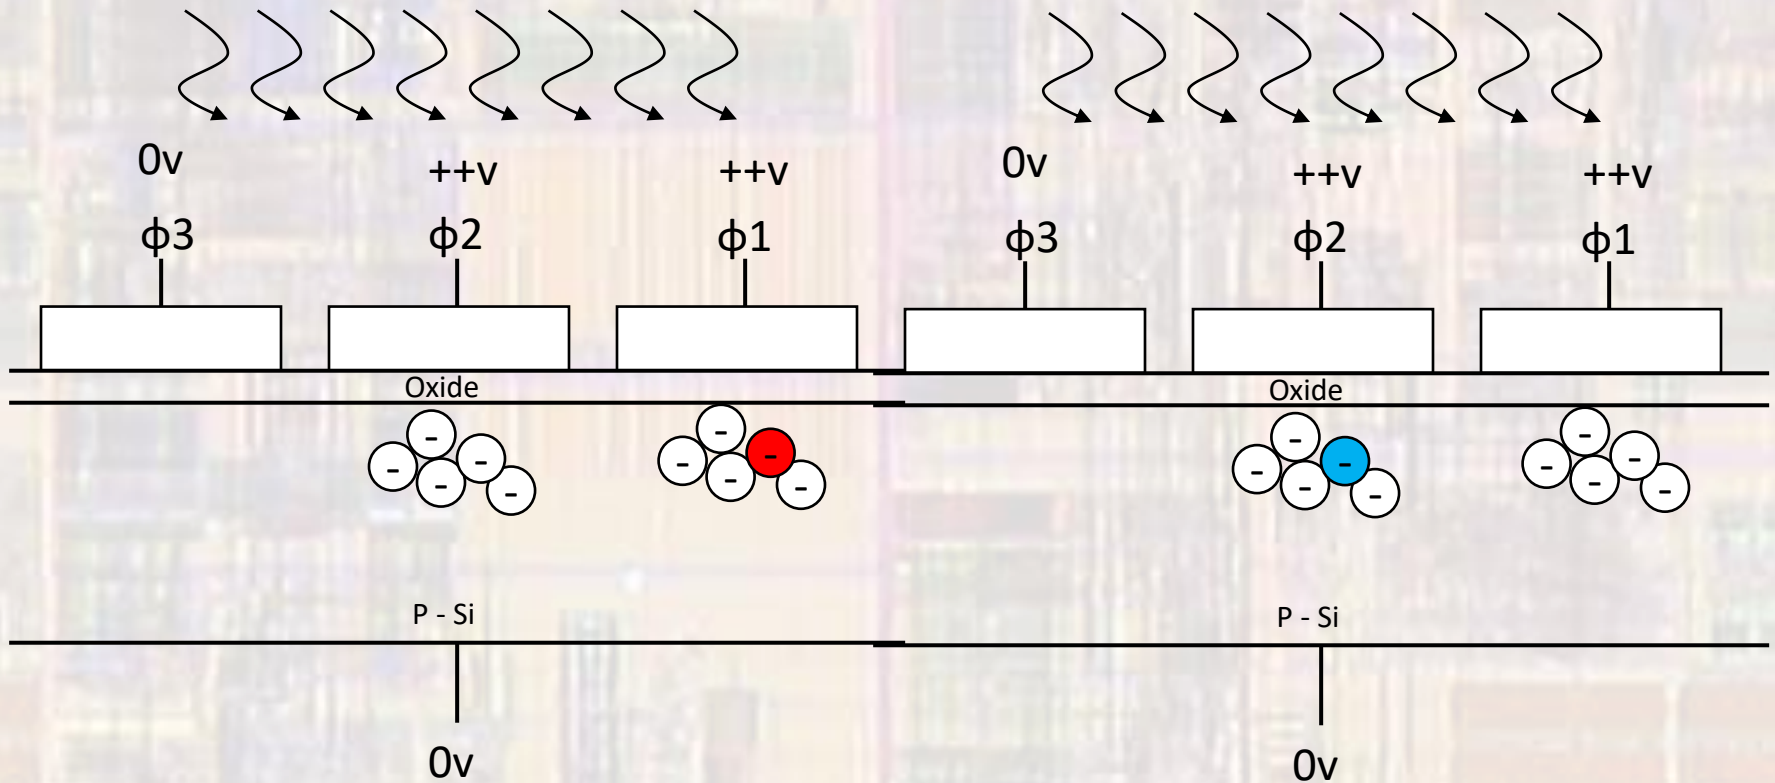 0v ++v ++v 0v ++v ++v
ϕ3 ϕ2 ϕ1 ϕ3 ϕ2 ϕ1
Oxide Oxide
- - - - - - - - - - - - - - - - - - - -
P - Si P - Si
0v 0v